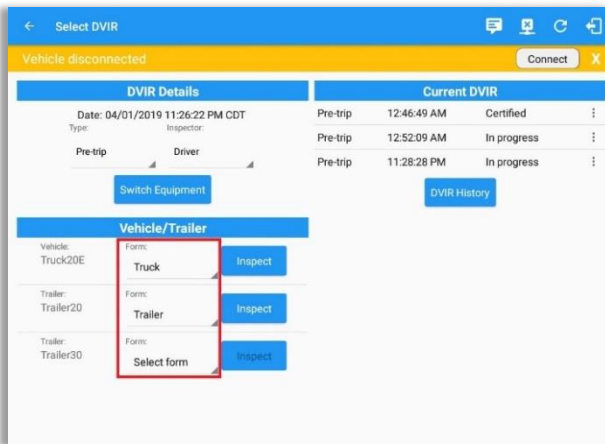 Select DVIR
Vehicle disconnected
Connect X
DVIR Details
Date: 04/01/2019 11:26:22 PM CDT
Type: Inspector:
Pre-trip Driver
Switch Equipment
Vehicle/Trailer
Vehicle: Form:
Truck20E Truck Inspect
Trailer: Form:
Trailer20 Trailer Inspect
Trailer: Form:
Trailer30 Select form Inspect
Current DVIR
Pre-trip 12:46:49 AM Certified
Pre-trip 12:52:09 AM In progress
Pre-trip 11:28:28 PM In progress
DVIR History